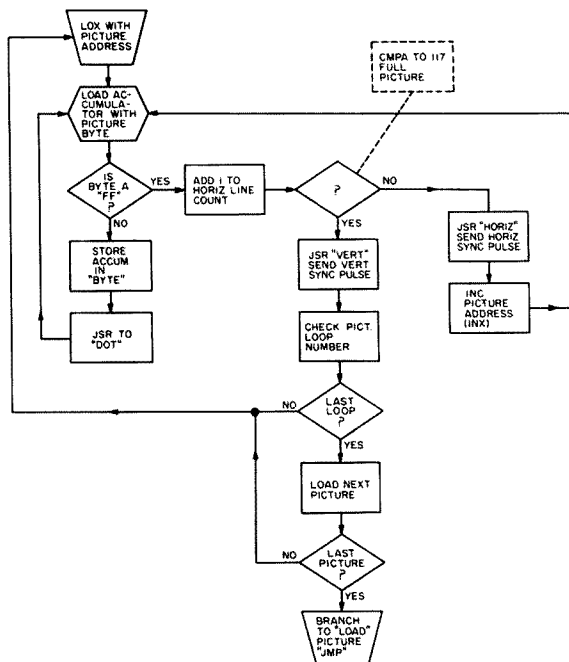 LOX WITH
PICTURE
ADDRESS
CMPA TO 117
FULL
PICTURE
LOAD AC-
CUMULA-
TOR WITH
PICTURE
BYTE
IS
BYTE A
"FF"
?
YES
NO
ADD 1 TO
HORIZ LINE
COUNT
?
NO
YES
STORE
ACCUM
IN
"BYTE"
JSR TO
"DOT"
JSR "VERT"
SEND VERT
SYNC PULSE
JSR "HORIZ"
SEND HORIZ
SYNC PULSE
INC
PICTURE
ADDRESS
(INX)
CHECK PICT.
LOOP
NUMBER
LAST
LOOP
?
NO
YES
LOAD NEXT
PICTURE
LAST
PICTURE
?
NO
YES
BRANCH
TO "LOAD"
PICTURE
"JMP"